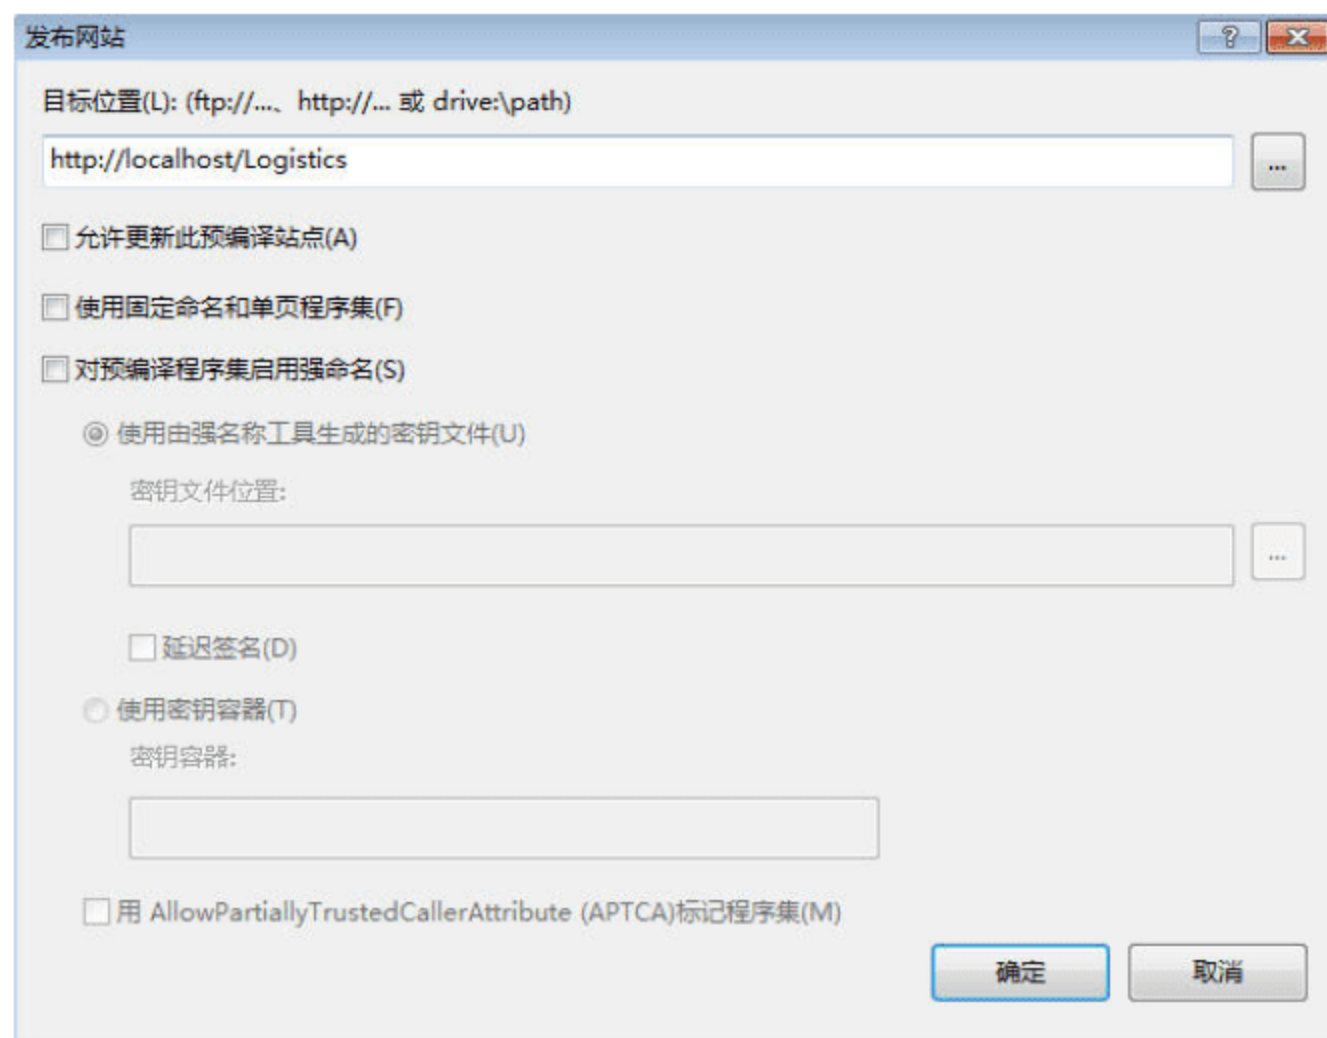 发布网站
目标位置(L): (ftp://...、http://... 或 drive:\path)
http://localhost/Logistics
...
允许更新此预编译站点(A)
使用固定命名和单页程序集(F)
对预编译程序集启用强命名(S)
使用由强名称工具生成的密钥文件(U)
密钥文件位置:
...
延迟签名(D)
使用密钥容器(T)
密钥容器:
用 AllowPartiallyTrustedCallerAttribute (APTCA)标记程序集(M)
确定 取消